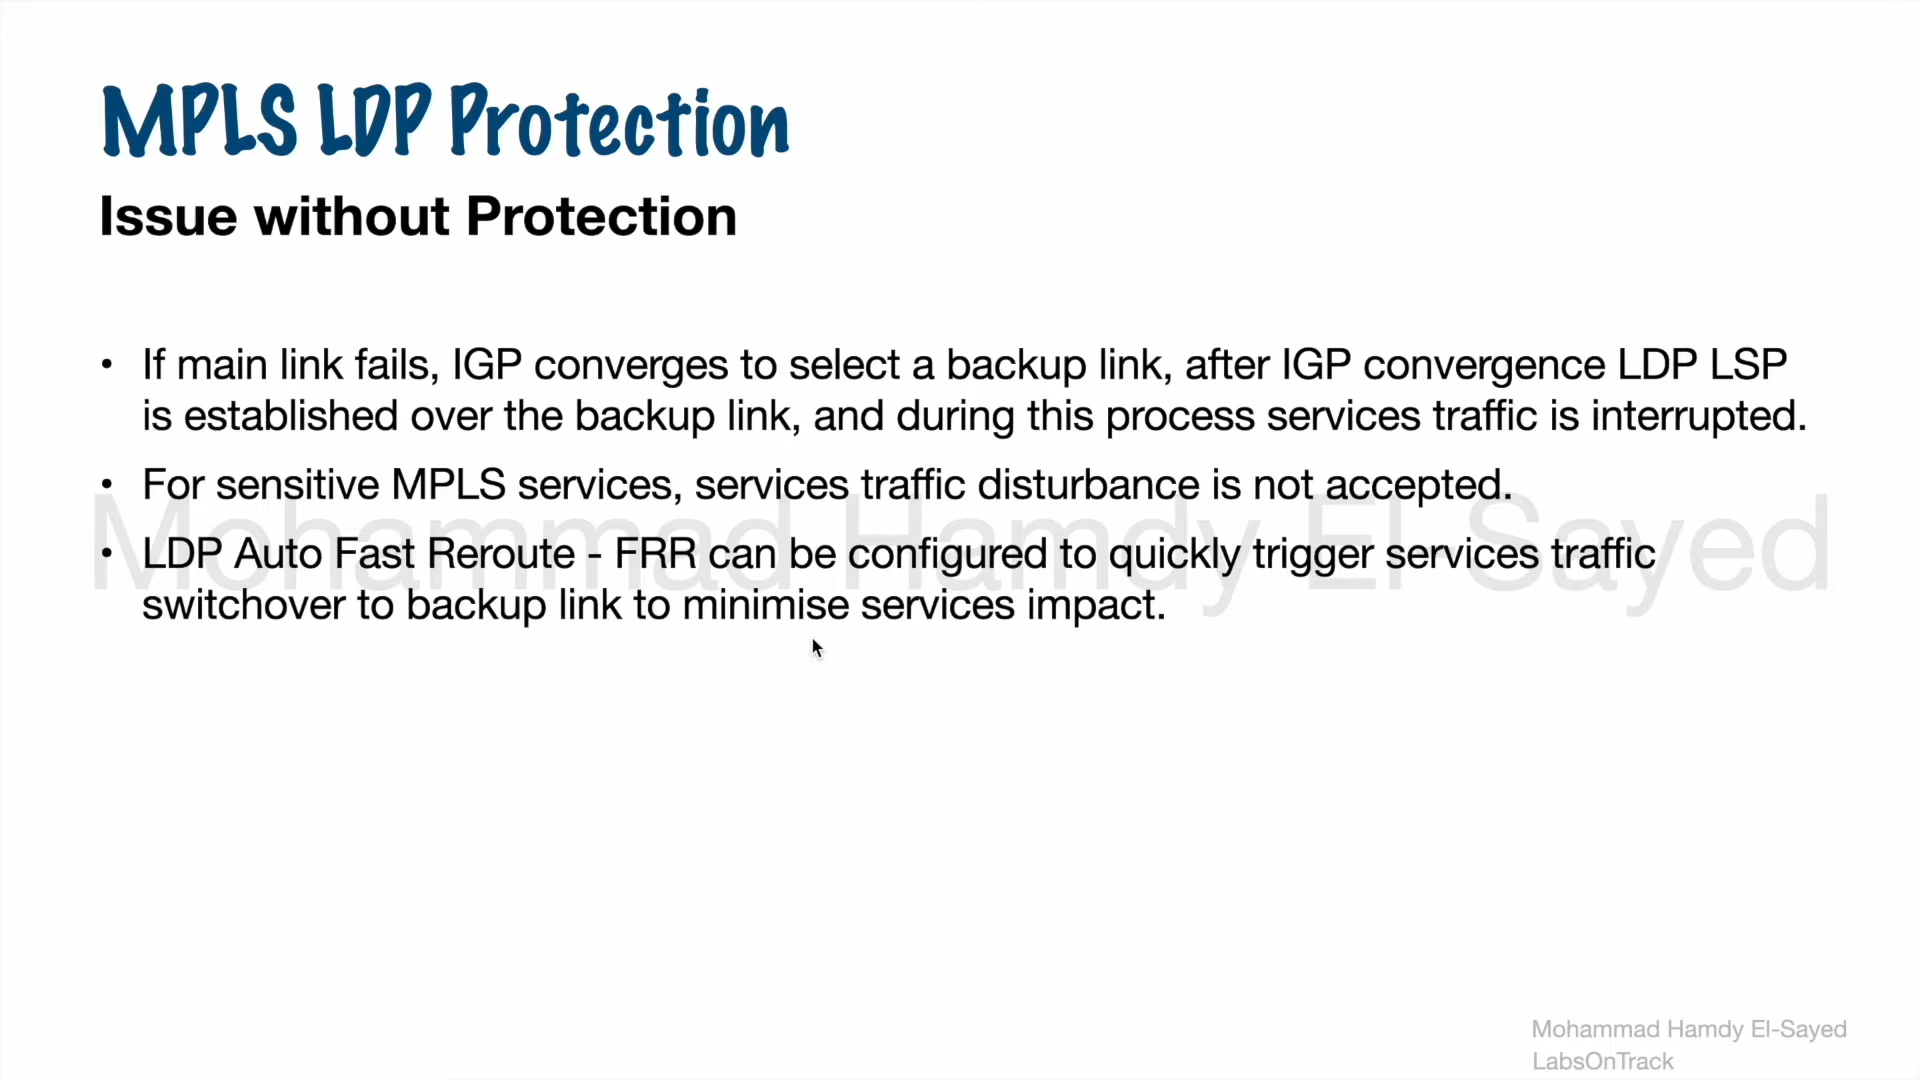 MPLS LDP Protection
Issue without Protection
• If main link fails, IGP converges to select a backup link, after IGP convergence LDP LSP
is established over the backup link, and during this process services traffic is interrupted.
• For sensitive MPLS services, services traffic disturbance is not accepted.
Mohammad Hamdy El-Sayed
• LDP Auto Fast Reroute - FRR can be configured to quickly trigger services traffic
switchover to backup link to minimise services impact.
Mohammad Hamdy El-Sayed
LabsOnTrack